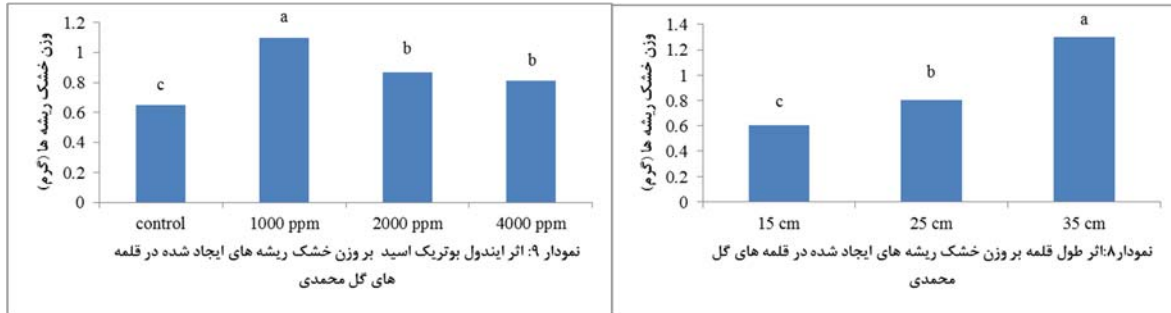 وزن خشک ریشه ها (گرم)
1.4
1.2
1
0.8
0.6
0.4
0.2
0
a
b
c
15 cm 25 cm 35 cm
نمودار۸:اثر طول قلمه بر وزن خشک ریشه های ایجاد شده در قلمه های گل
محمدی
وزن خشک ریشه ها (گرم)
1.2
1
0.8
0.6
0.4
0.2
0
a
b
b
c
control 1000 ppm 2000 ppm 4000 ppm
نمودار ۹: اثر ایندول بوتریک اسید بر وزن خشک ریشه های ایجاد شده در قلمه
های گل محمدی